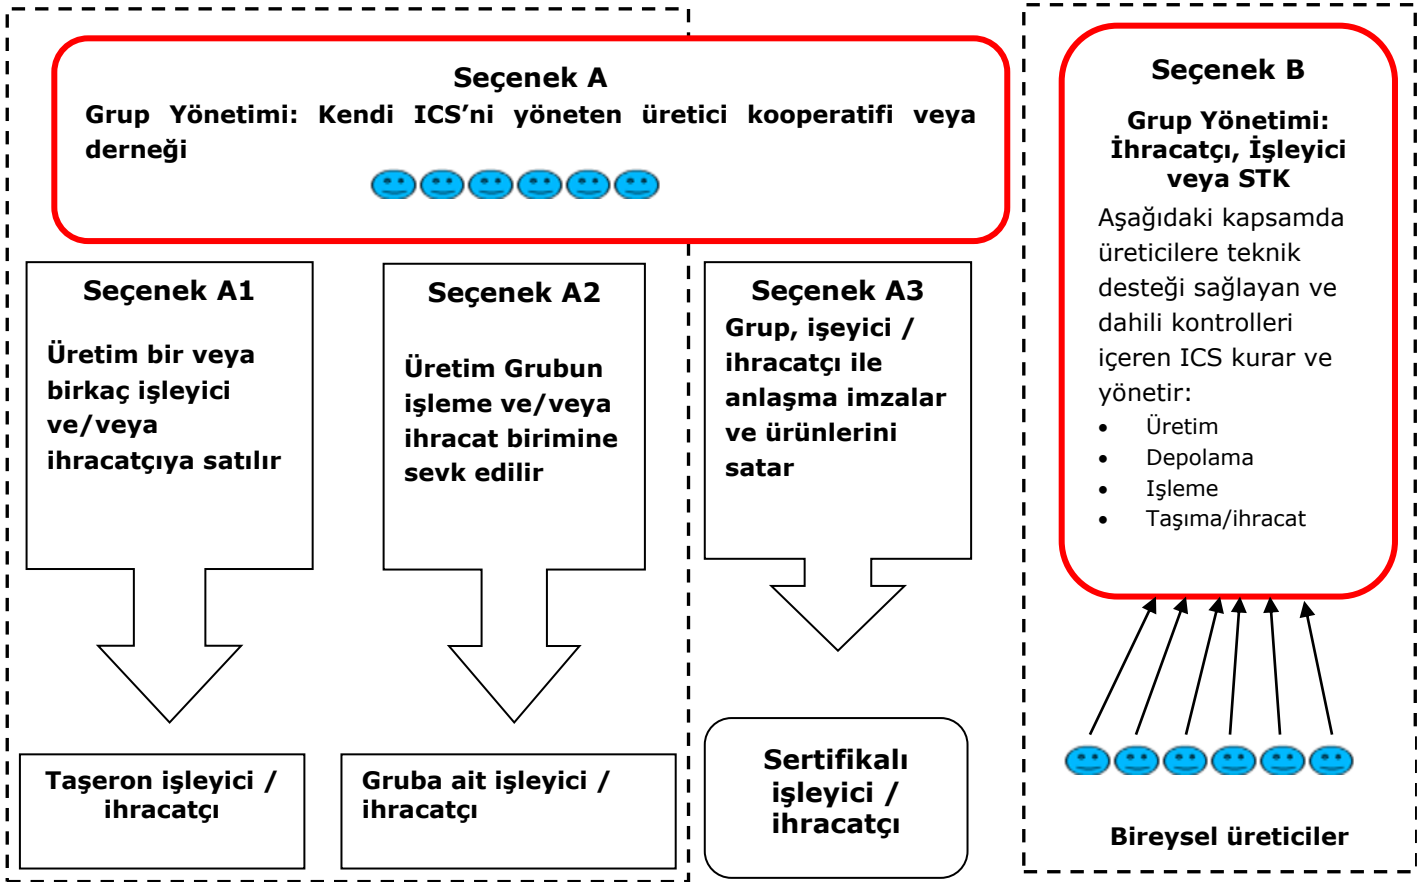 Seçenek A
Grup Yönetimi: Kendi ICS’ni yöneten üretici kooperatifi veya
derneği
Seçenek A1
Üretim bir veya
birkaç işleyici
ve/veya
ihracatçıya satılır
Taşeron işleyici /
ihracatçı
Seçenek A2
Üretim Grubun
işleme ve/veya
ihracat birimine
sevk edilir
Gruba ait işleyici /
ihracatçı
Seçenek A3
Grup, işeyici /
ihracatçı ile
anlaşma imzalar
ve ürünlerini
satar
Sertifikalı
işleyici /
ihracatçı
Seçenek B
Grup Yönetimi:
İhracatçı, İşleyici
veya STK
Aşağıdaki kapsamda
üreticilere teknik
desteği sağlayan ve
dahili kontrolleri
içeren ICS kurar ve
yönetir:
• Üretim
• Depolama
• Işleme
• Taşıma/ihracat
Bireysel üreticiler